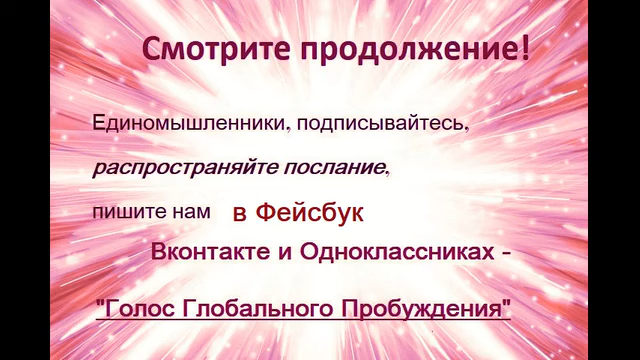 Смотрите продолжение!
Единомышленники, подписывайтесь,
распространяйте послание,
пишите нам в Фейсбук
Вконтакте и Одноклассниках -
"Голос Глобального Пробуждения"